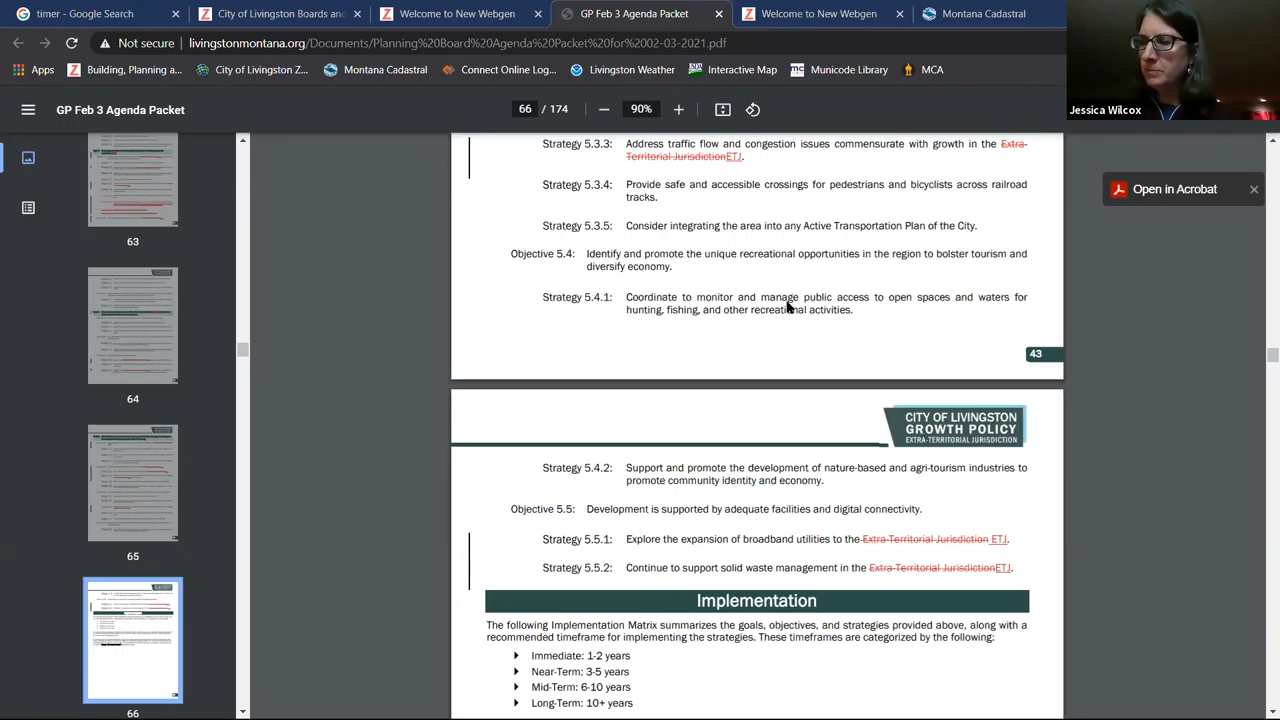 timer - Google Search
City of Livingston Boards and
Welcome to New Webgen
GP Feb 3 Agenda Packet
Welcome to New Webgen
Montana Cadastral
Not secure
livingstonmontana.org/Documents/Planning%20Board%20Agenda%20Packet%20for%2002-03-2021.pdf
Apps
Building, Planning a...
City of Livingston Z...
Montana Cadastral
Connect Online Log...
Livingston Weather
Interactive Map
Municode Library
MCA
Jessica Wilcox
GP Feb 3 Agenda Packet
66 / 174
90%
Open in Acrobat
63
64
65
66
Strategy 5.3.3: Address traffic flow and congestion issues commensurate with growth in the Extra-
Territorial JurisdictionETJ.
Strategy 5.3.4: Provide safe and accessible crossings for pedestrians and bicyclists across railroad
tracks.
Strategy 5.3.5: Consider integrating the area into any Active Transportation Plan of the City.
Objective 5.4: Identify and promote the unique recreational opportunities in the region to bolster tourism and
diversify economy.
Strategy 5.4.1: Coordinate to monitor and manage public access to open spaces and waters for
hunting, fishing, and other recreational activities.
43
CITY OF LIVINGSTON
GROWTH POLICY
EXTRA-TERRITORIAL JURISDICTION
Strategy 5.4.2: Support and promote the development of nature-based and agri-tourism industries to
promote community identity and economy.
Objective 5.5: Development is supported by adequate facilities and digital connectivity.
Strategy 5.5.1: Explore the expansion of broadband utilities to the Extra-Territorial Jurisdiction ETJ.
Strategy 5.5.2: Continue to support solid waste management in the Extra-Territorial JurisdictionETJ.
Implementation
The following Implementation Matrix summarizes the goals, objectives, and strategies provided above, along with a
recommended timeline for implementing the strategies. These timeframes are categorized by the following:
Immediate: 1-2 years
Near-Term: 3-5 years
Mid-Term: 6-10 years
Long-Term: 10+ years